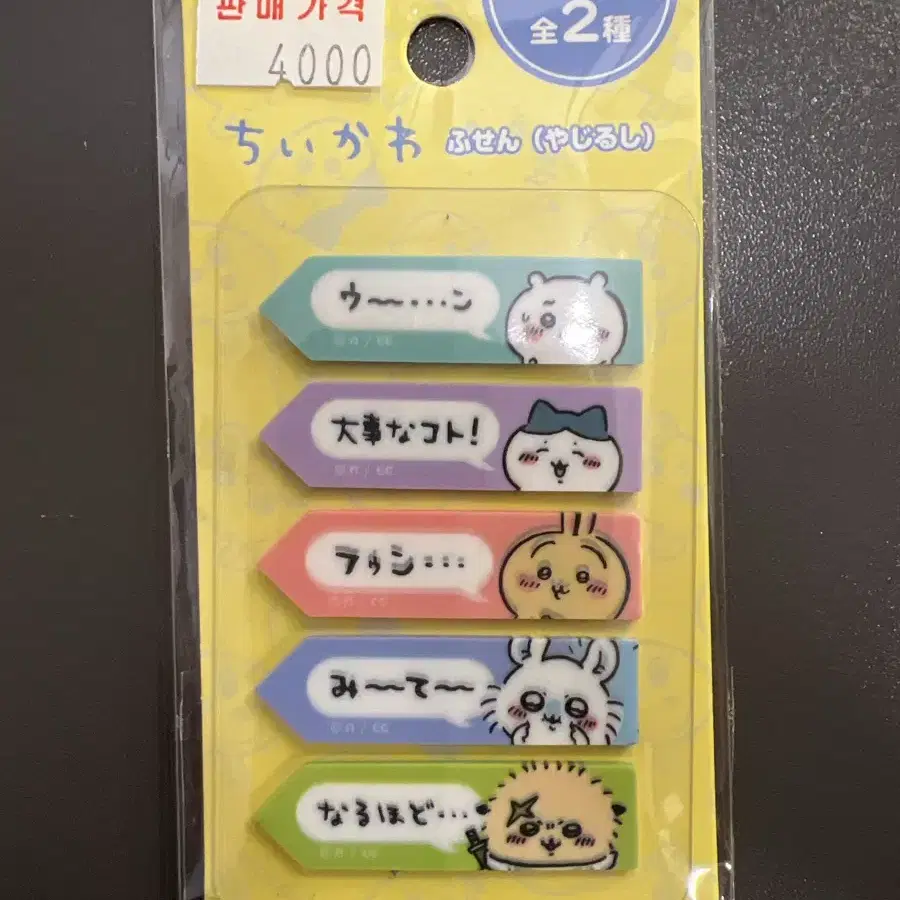 판매가격
4000
全2種
ちいかわ ふせん(やじるし)
ウ〜〜…ン
大事なコト!
フゥン…
み〜〜て〜〜
なるほど…